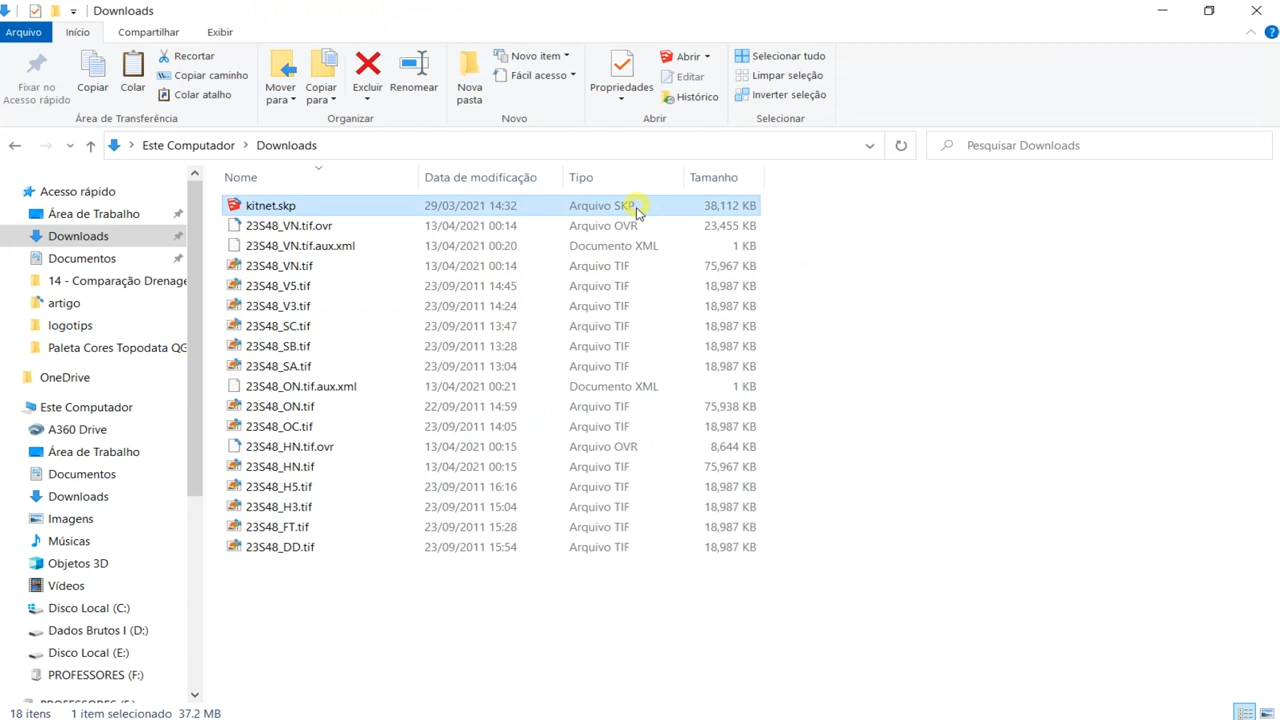 Downloads
Arquivo Início Compartilhar Exibir
Fixar no Acesso rápido
Copiar
Colar
Recortar
Copiar caminho
Colar atalho
Área de Transferência
Mover para
Copiar para
Excluir
Renomear
Organizar
Nova pasta
Novo item
Fácil acesso
Novo
Propriedades
Abrir
Editar
Histórico
Abrir
Selecionar tudo
Limpar seleção
Inverter seleção
Selecionar
Este Computador > Downloads
Pesquisar Downloads
Acesso rápido
Área de Trabalho
Downloads
Documentos
14 - Comparação Drenage
artigo
logotips
Paleta Cores Topodata QG
OneDrive
Este Computador
A360 Drive
Área de Trabalho
Documentos
Downloads
Imagens
Músicas
Objetos 3D
Vídeos
Disco Local (C:)
Dados Brutos I (D:)
Disco Local (E:)
PROFESSORES (F:)
Nome Data de modificação Tipo Tamanho
kitnet.skp 29/03/2021 14:32 Arquivo SKP 38,112 KB
23S48_VN.tif.ovr 13/04/2021 00:14 Arquivo OVR 23,455 KB
23S48_VN.tif.aux.xml 13/04/2021 00:20 Documento XML 1 KB
23S48_VN.tif 13/04/2021 00:14 Arquivo TIF 75,967 KB
23S48_V5.tif 23/09/2011 14:45 Arquivo TIF 18,987 KB
23S48_V3.tif 23/09/2011 14:24 Arquivo TIF 18,987 KB
23S48_SC.tif 23/09/2011 13:47 Arquivo TIF 18,987 KB
23S48_SB.tif 23/09/2011 13:28 Arquivo TIF 18,987 KB
23S48_SA.tif 23/09/2011 13:04 Arquivo TIF 18,987 KB
23S48_ON.tif.aux.xml 13/04/2021 00:21 Documento XML 1 KB
23S48_ON.tif 22/09/2011 14:59 Arquivo TIF 75,938 KB
23S48_OC.tif 23/09/2011 14:05 Arquivo TIF 18,987 KB
23S48_HN.tif.ovr 13/04/2021 00:15 Arquivo OVR 8,644 KB
23S48_HN.tif 13/04/2021 00:15 Arquivo TIF 75,967 KB
23S48_H5.tif 23/09/2011 16:16 Arquivo TIF 18,987 KB
23S48_H3.tif 23/09/2011 15:04 Arquivo TIF 18,987 KB
23S48_FT.tif 23/09/2011 15:28 Arquivo TIF 18,987 KB
23S48_DD.tif 23/09/2011 15:54 Arquivo TIF 18,987 KB
18 itens 1 item selecionado 37.2 MB